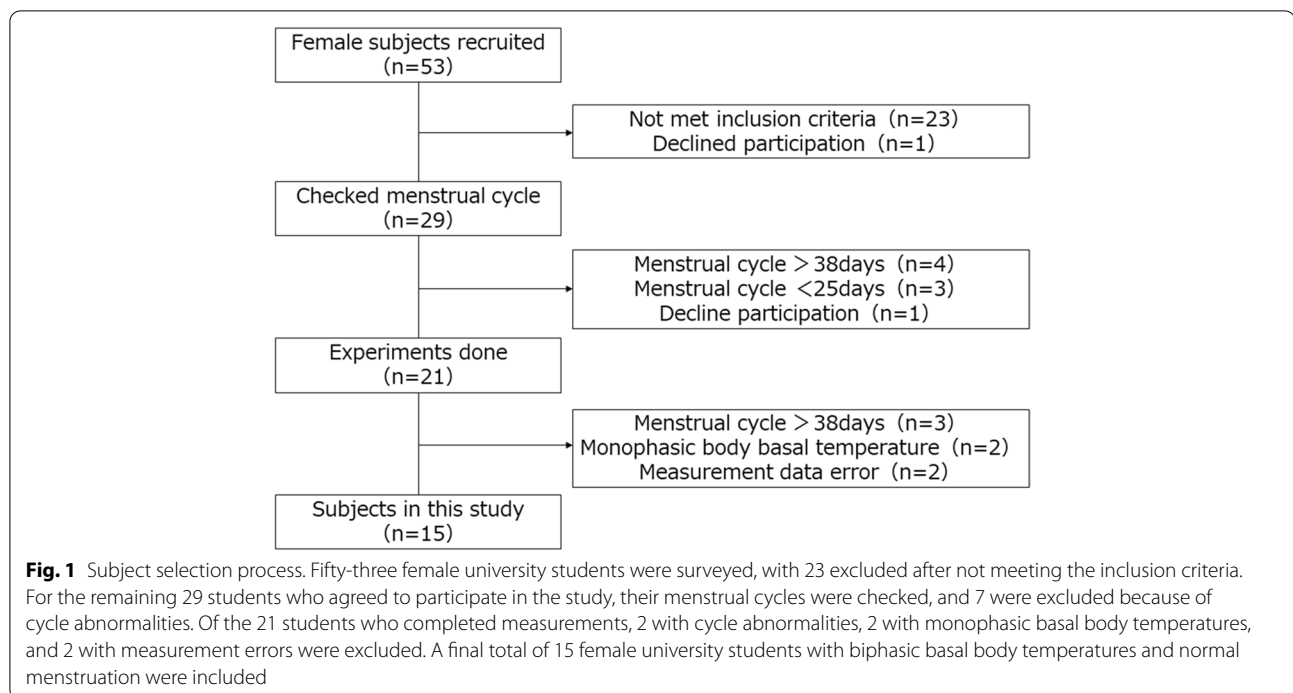 Female subjects recruited
(n=53)
Not met inclusion criteria (n=23)
Declined participation (n=1)
Checked menstrual cycle
(n=29)
Menstrual cycle >38days (n=4)
Menstrual cycle <25days (n=3)
Decline participation (n=1)
Experiments done
(n=21)
Menstrual cycle >38days (n=3)
Monophasic body basal temperature (n=2)
Measurement data error (n=2)
Subjects in this study
(n=15)
Fig. 1 Subject selection process. Fifty-three female university students were surveyed, with 23 excluded after not meeting the inclusion criteria.
For the remaining 29 students who agreed to participate in the study, their menstrual cycles were checked, and 7 were excluded because of
cycle abnormalities. Of the 21 students who completed measurements, 2 with cycle abnormalities, 2 with monophasic basal body temperatures,
and 2 with measurement errors were excluded. A final total of 15 female university students with biphasic basal body temperatures and normal
menstruation were included